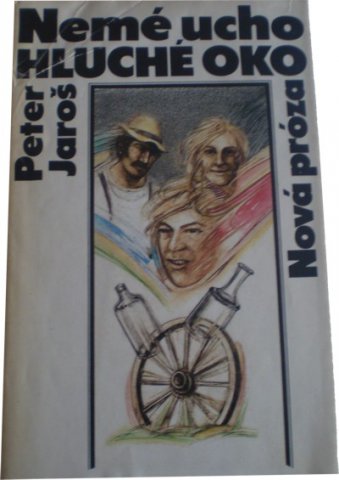 Nemé ucho
HLUCHÉ OKO
Peter
Jaroš
Nová próza